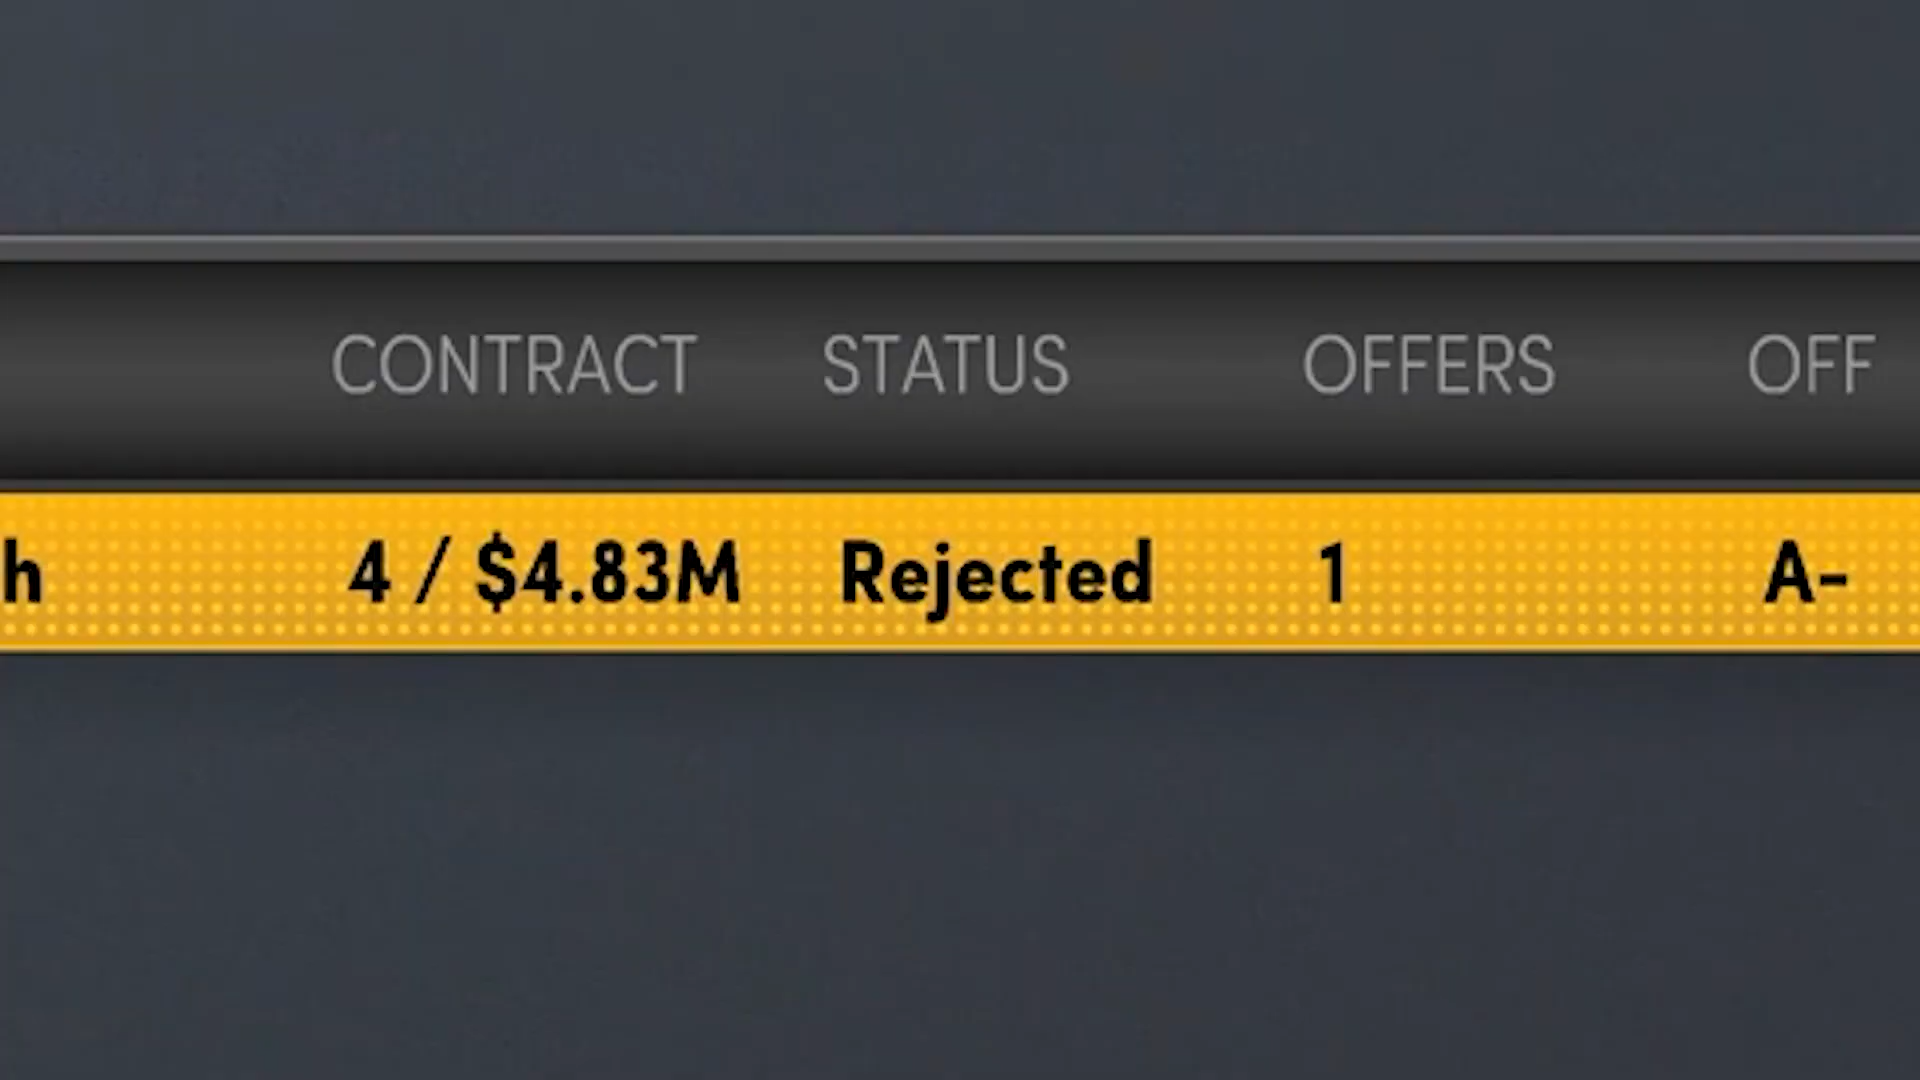 CONTRACT STATUS OFFERS OFF
h 4 / $4.83M Rejected 1 A-